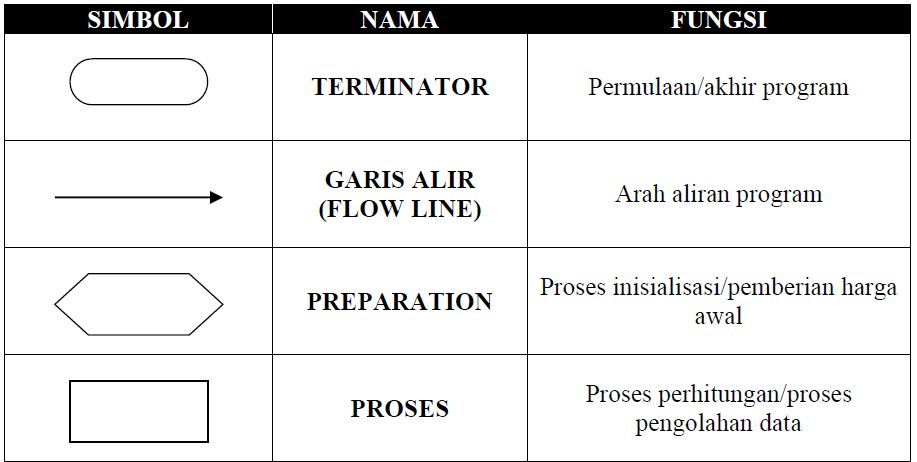 SIMBOL NAMA FUNGSI
TERMINATOR
Permulaan/akhir program
GARIS ALIR
(FLOW LINE)
Arah aliran program
PREPARATION
Proses inisialisasi/pemberian harga
awal
PROSES
Proses perhitungan/proses
pengolahan data